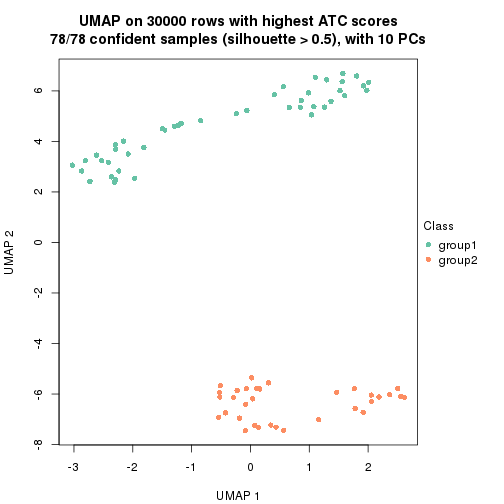 UMAP on 30000 rows with highest ATC scores
78/78 confident samples (silhouette > 0.5), with 10 PCs
6
4
2
0
-2
-4
-6
-8
UMAP 2
-3
-2
-1
0
1
2
UMAP 1
Class
group1
group2